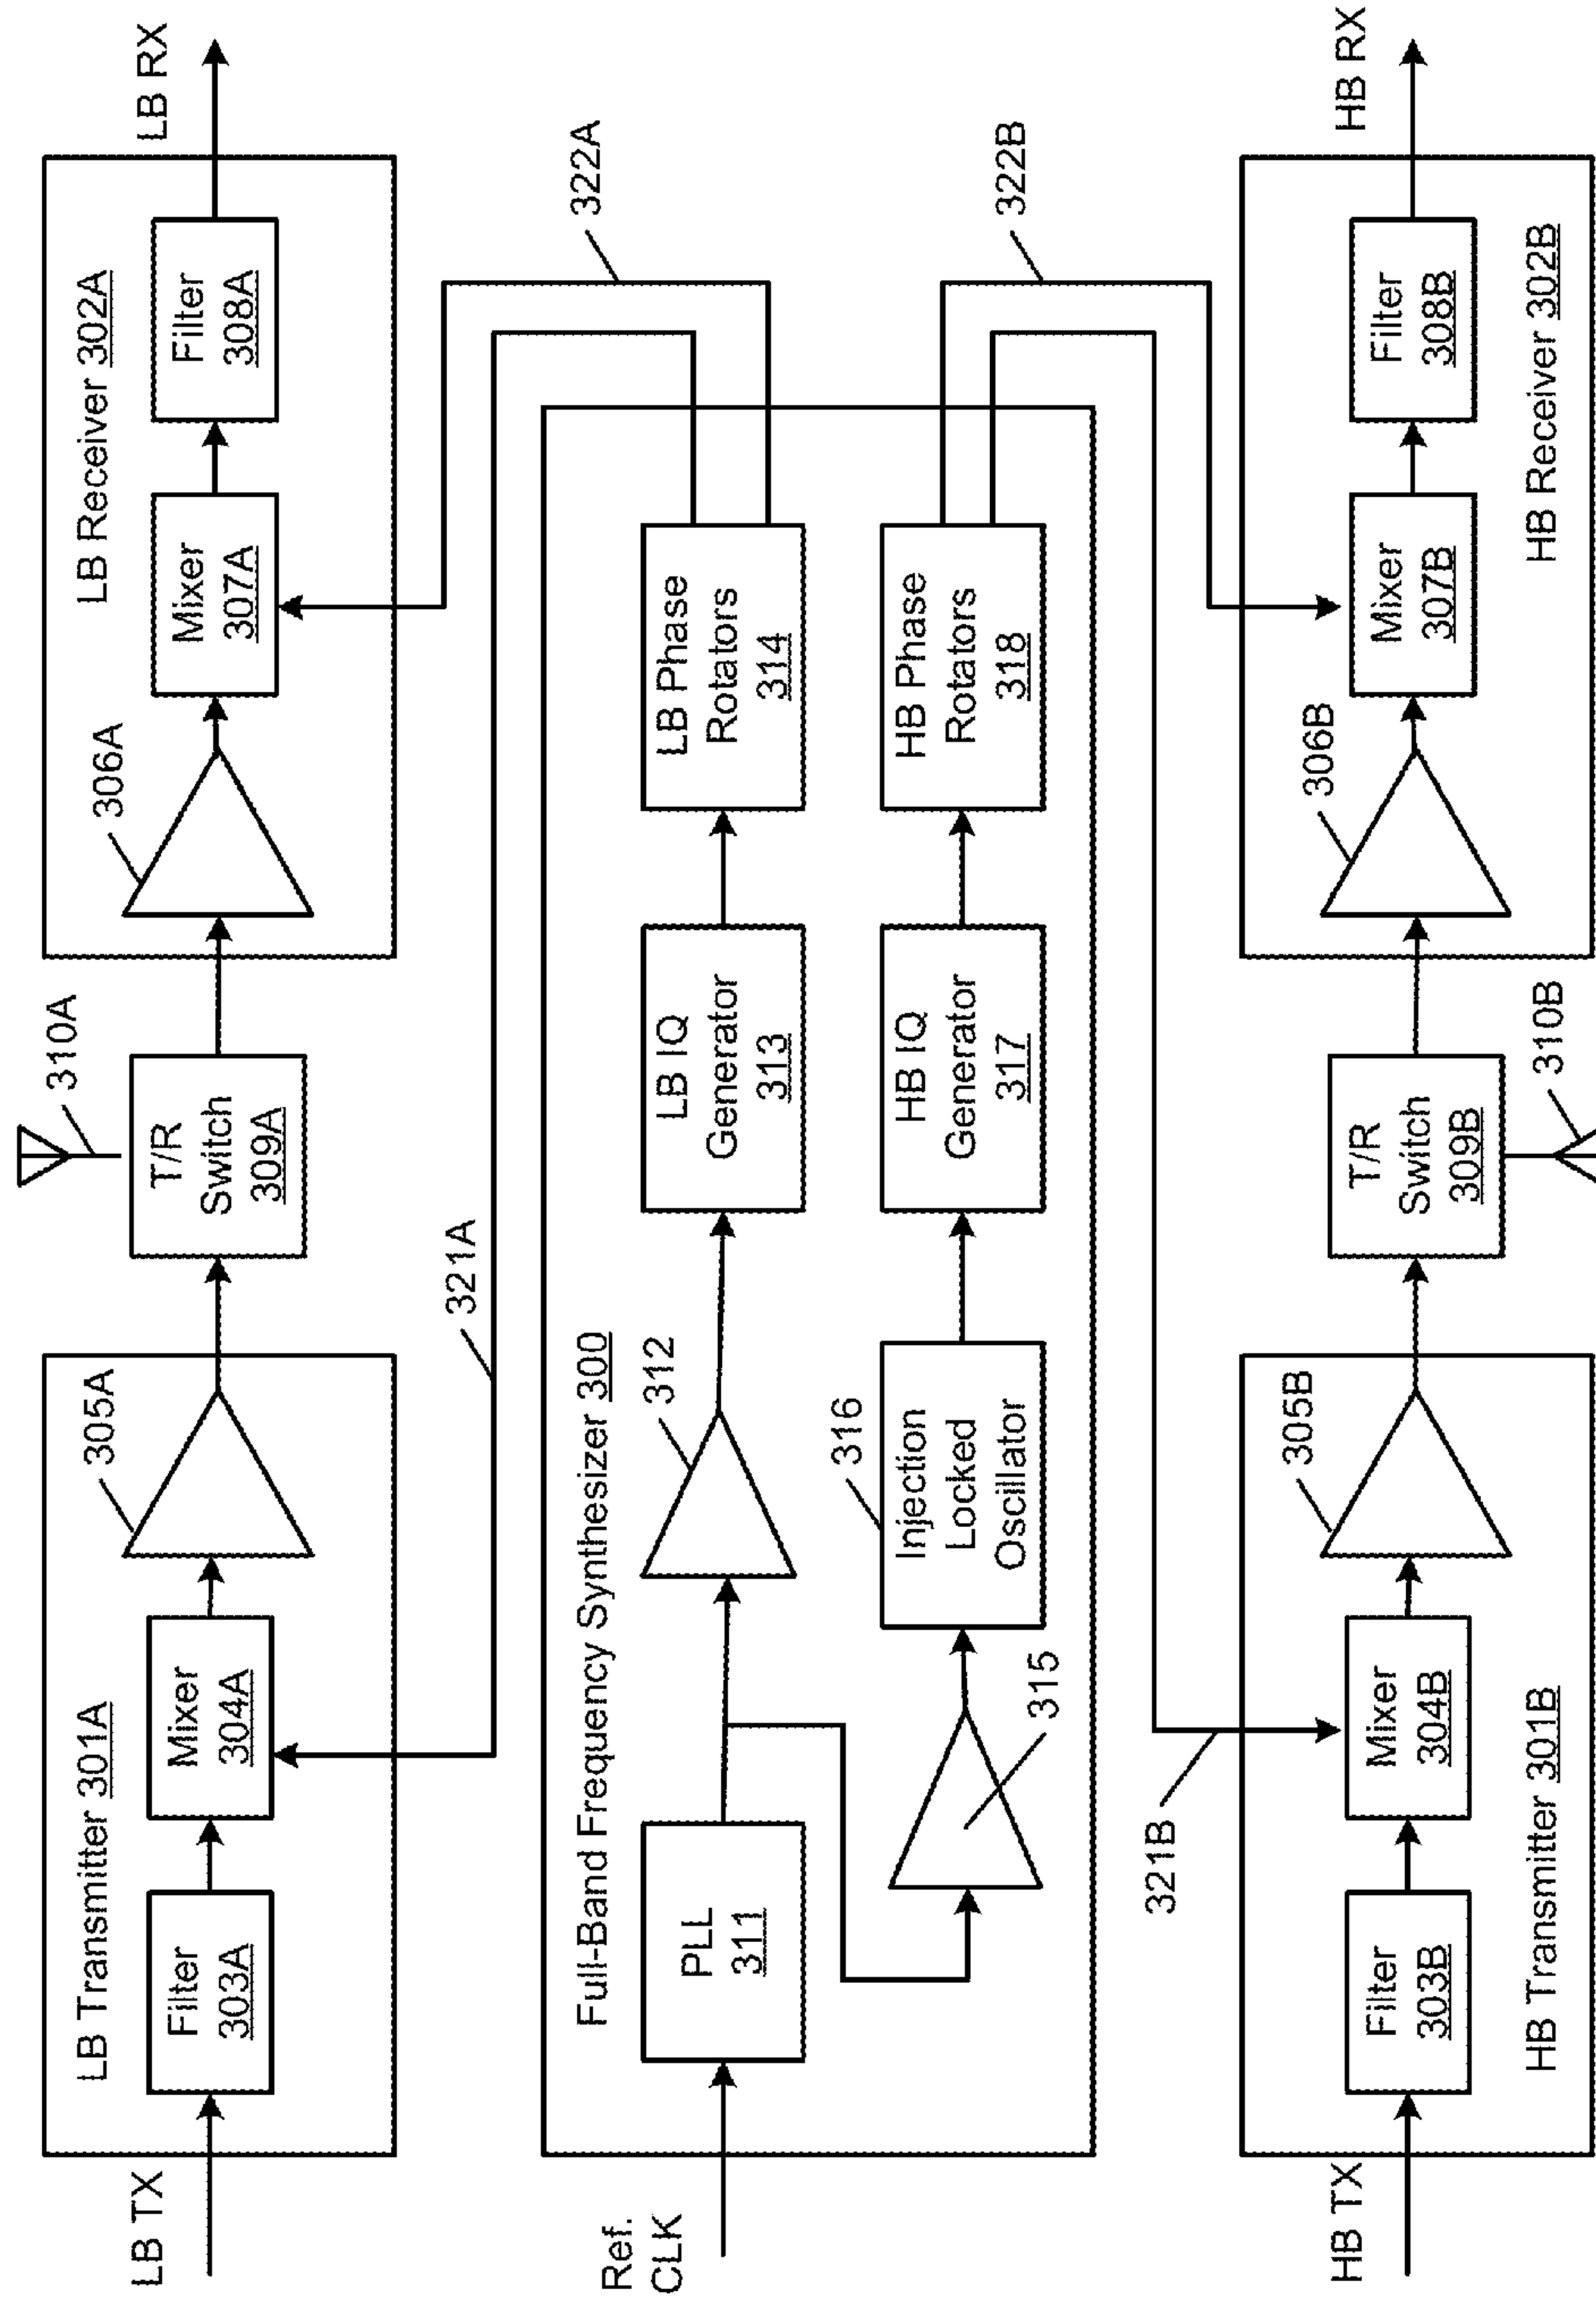 LB Transmitter 301A
305A
310A
LB Receiver 302A
306A
LB TX
Filter
303A
Mixer
304A
T/R
Switch
309A
Mixer
307A
Filter
308A
LB RX
321A
322A
Full-Band Frequency Synthesizer 300
312
Ref.
CLK
PLL
311
LB IQ
Generator
313
LB Phase
Rotators
314
316
315
Injection
Locked
Oscillator
HB IQ
Generator
317
HB Phase
Rotators
318
321B
322B
305B
306B
HB TX
Filter
303B
Mixer
304B
T/R
Switch
309B
Mixer
307B
Filter
308B
HB RX
HB Transmitter 301B
310B
HB Receiver 302B